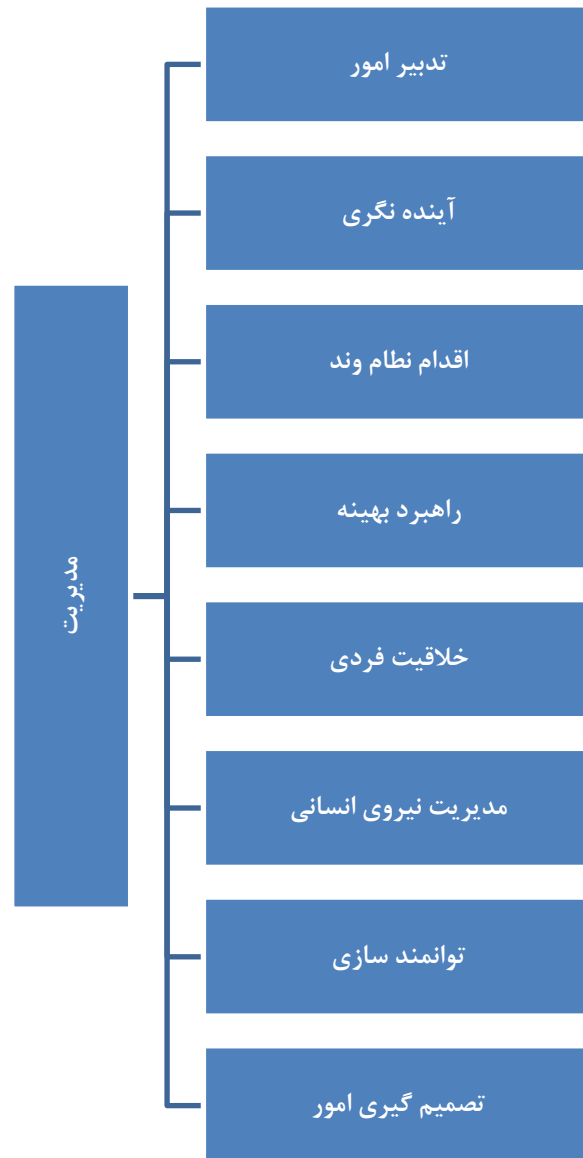 مدیریت
تدبیر امور
آینده نگری
اقدام نطام وند
راهبرد بهینه
خلاقیت فردی
مدیریت نیروی انسانی
توانمند سازی
تصمیم گیری امور